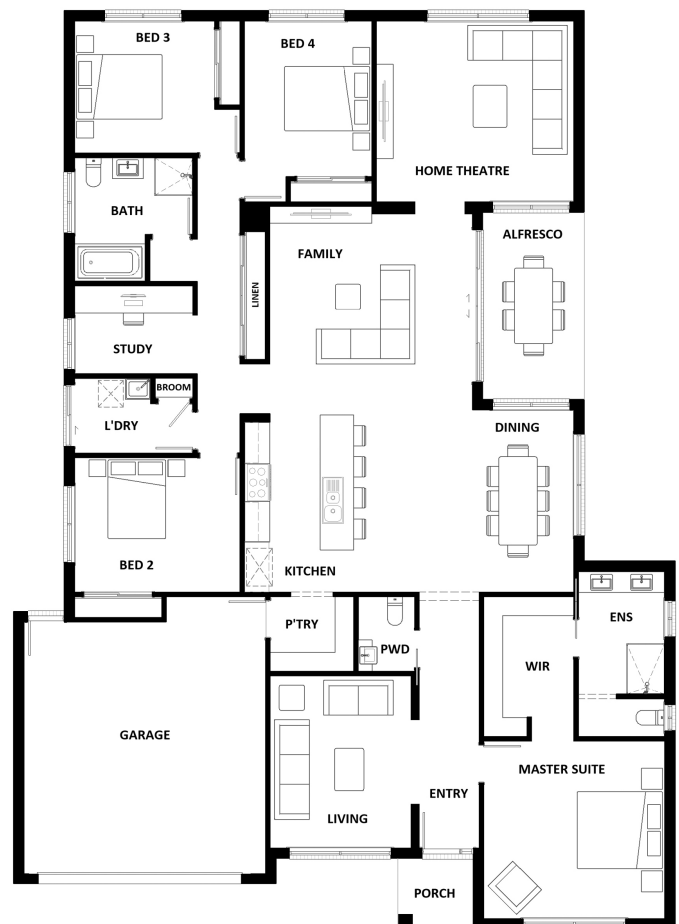 BED 3
BED 4
HOME THEATRE
BATH
ALFRESCO
FAMILY
LINEN
STUDY
BROOM
L'DRY
DINING
BED 2
KITCHEN
P'TRY
PWD
ENS
WIR
GARAGE
MASTER SUITE
ENTRY
LIVING
PORCH